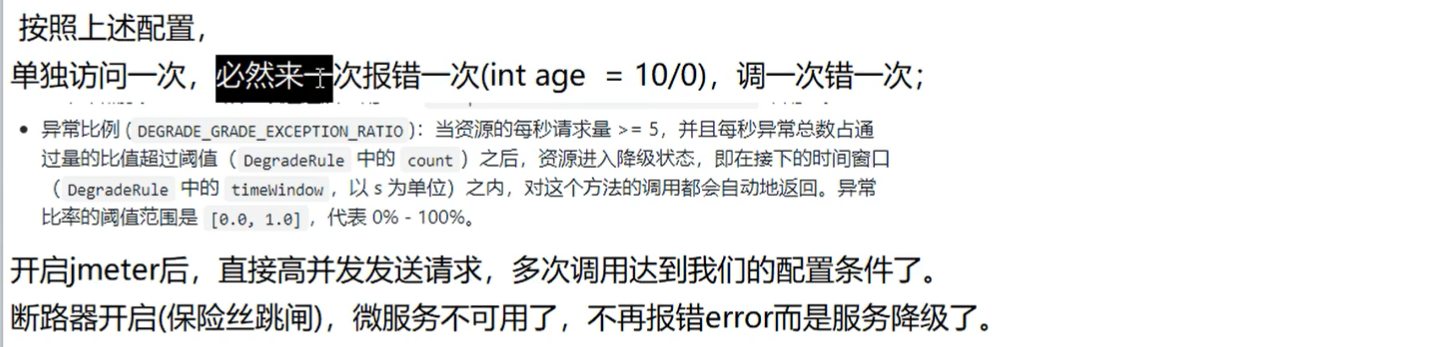 按照上述配置，
单独访问一次，必然来一次报错一次(int age  = 10/0)，调一次错一次；
• 异常比例 ( DEGRADE_GRADE_EXCEPTION_RATIO )：当资源的每秒请求量 >= 5，并且每秒异常总数占通
过量的比值超过阈值（ DegradeRule 中的 count ）之后，资源进入降级状态，即在接下的时间窗口
（ DegradeRule 中的 timeWindow ，以 s 为单位）之内，对这个方法的调用都会自动地返回。异常
比率的阈值范围是 [0.0, 1.0] ，代表 0% - 100%。
开启jmeter后，直接高并发发送请求，多次调用达到我们的配置条件了。
断路器开启(保险丝跳闸)，微服务不可用了，不再报错error而是服务降级了。